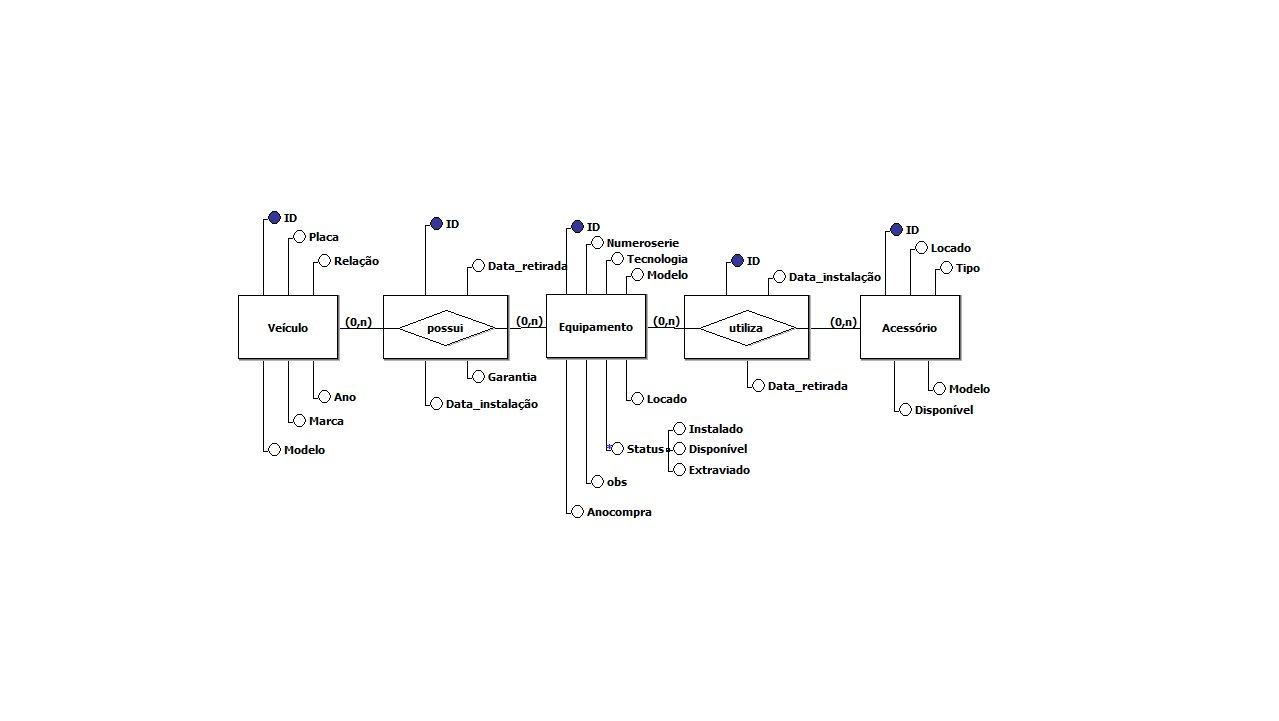 ID
Placa
Relação
Veículo
Ano
Marca
Modelo
(0,n)
ID
Data_retirada
possui
Garantia
Data_instalação
(0,n)
ID
Numeroserie
Tecnologia
Modelo
Equipamento
Locado
Status
Instalado
Disponível
Extraviado
obs
Anocompra
(0,n)
ID
Data_instalação
utiliza
Data_retirada
(0,n)
ID
Locado
Tipo
Acessório
Modelo
Disponível